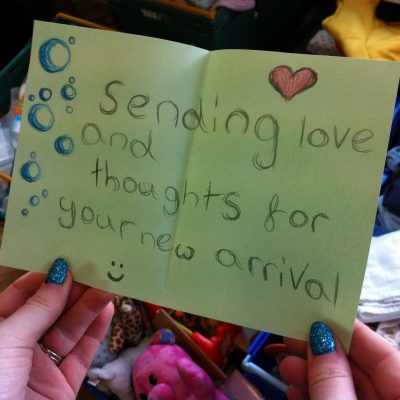 Sending love
and
thoughts for
your new arrival